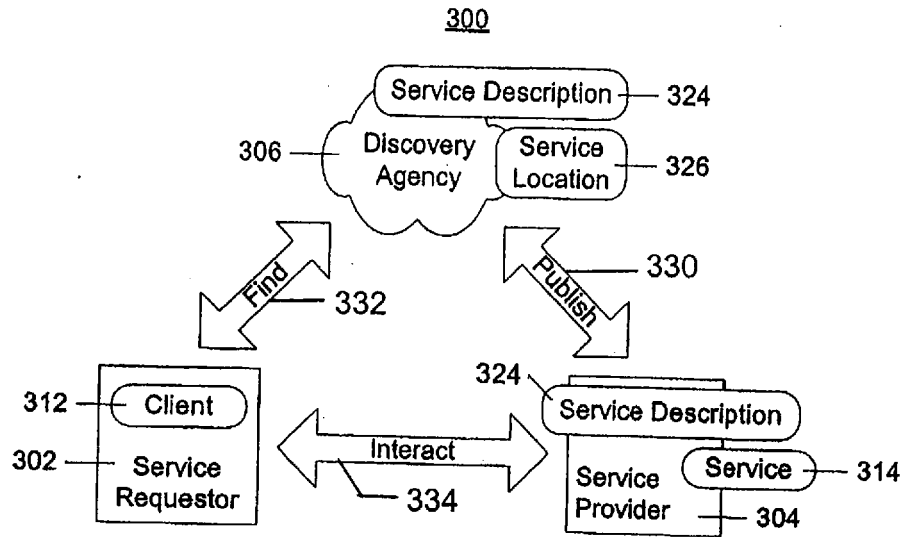 300
Service Description
324
306
Discovery
Agency
Service
Location
326
Find
332
Publish
330
312
Client
302
Service
Requestor
Interact
334
324
Service Description
Service
314
Service
Provider
304